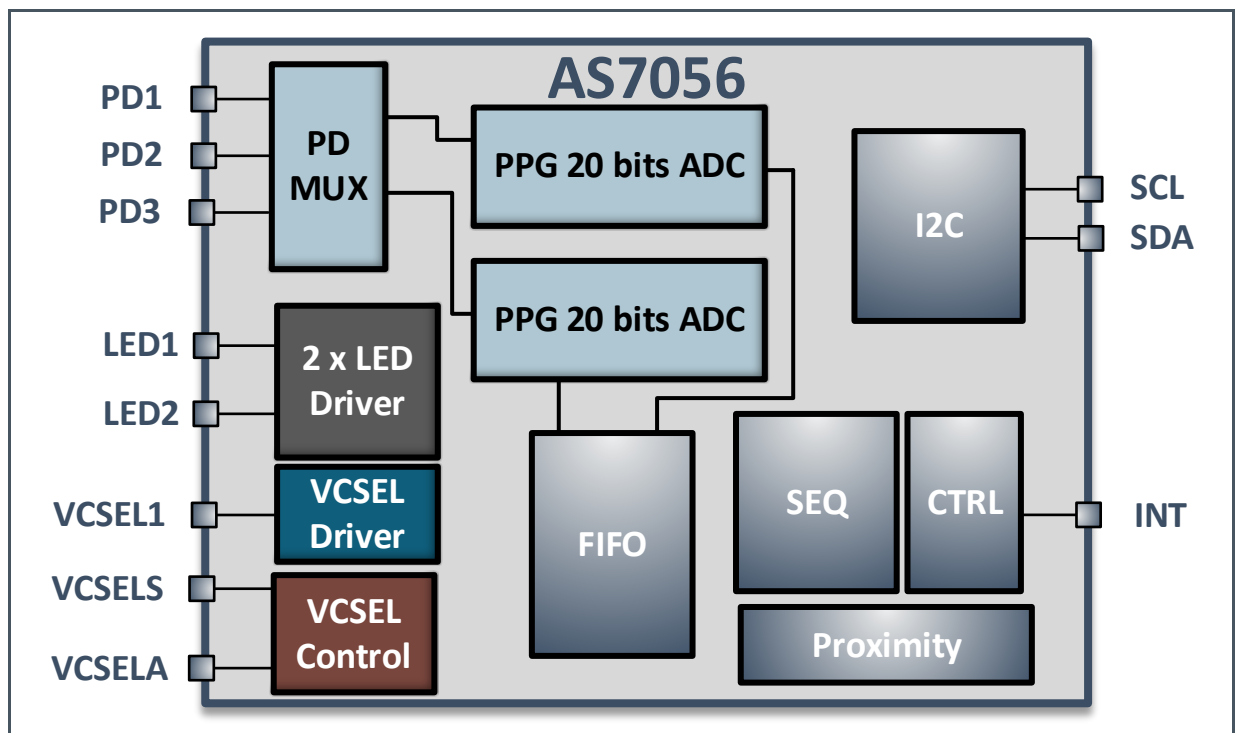 AS7056
PD1
PD2
PD3
PD
MUX
PPG 20 bits ADC
PPG 20 bits ADC
I2C
SCL
SDA
LED1
LED2
2 x LED
Driver
VCSEL1
VCSEL
Driver
VCSELS
VCSELA
VCSEL
Control
FIFO
SEQ
CTRL
INT
Proximity